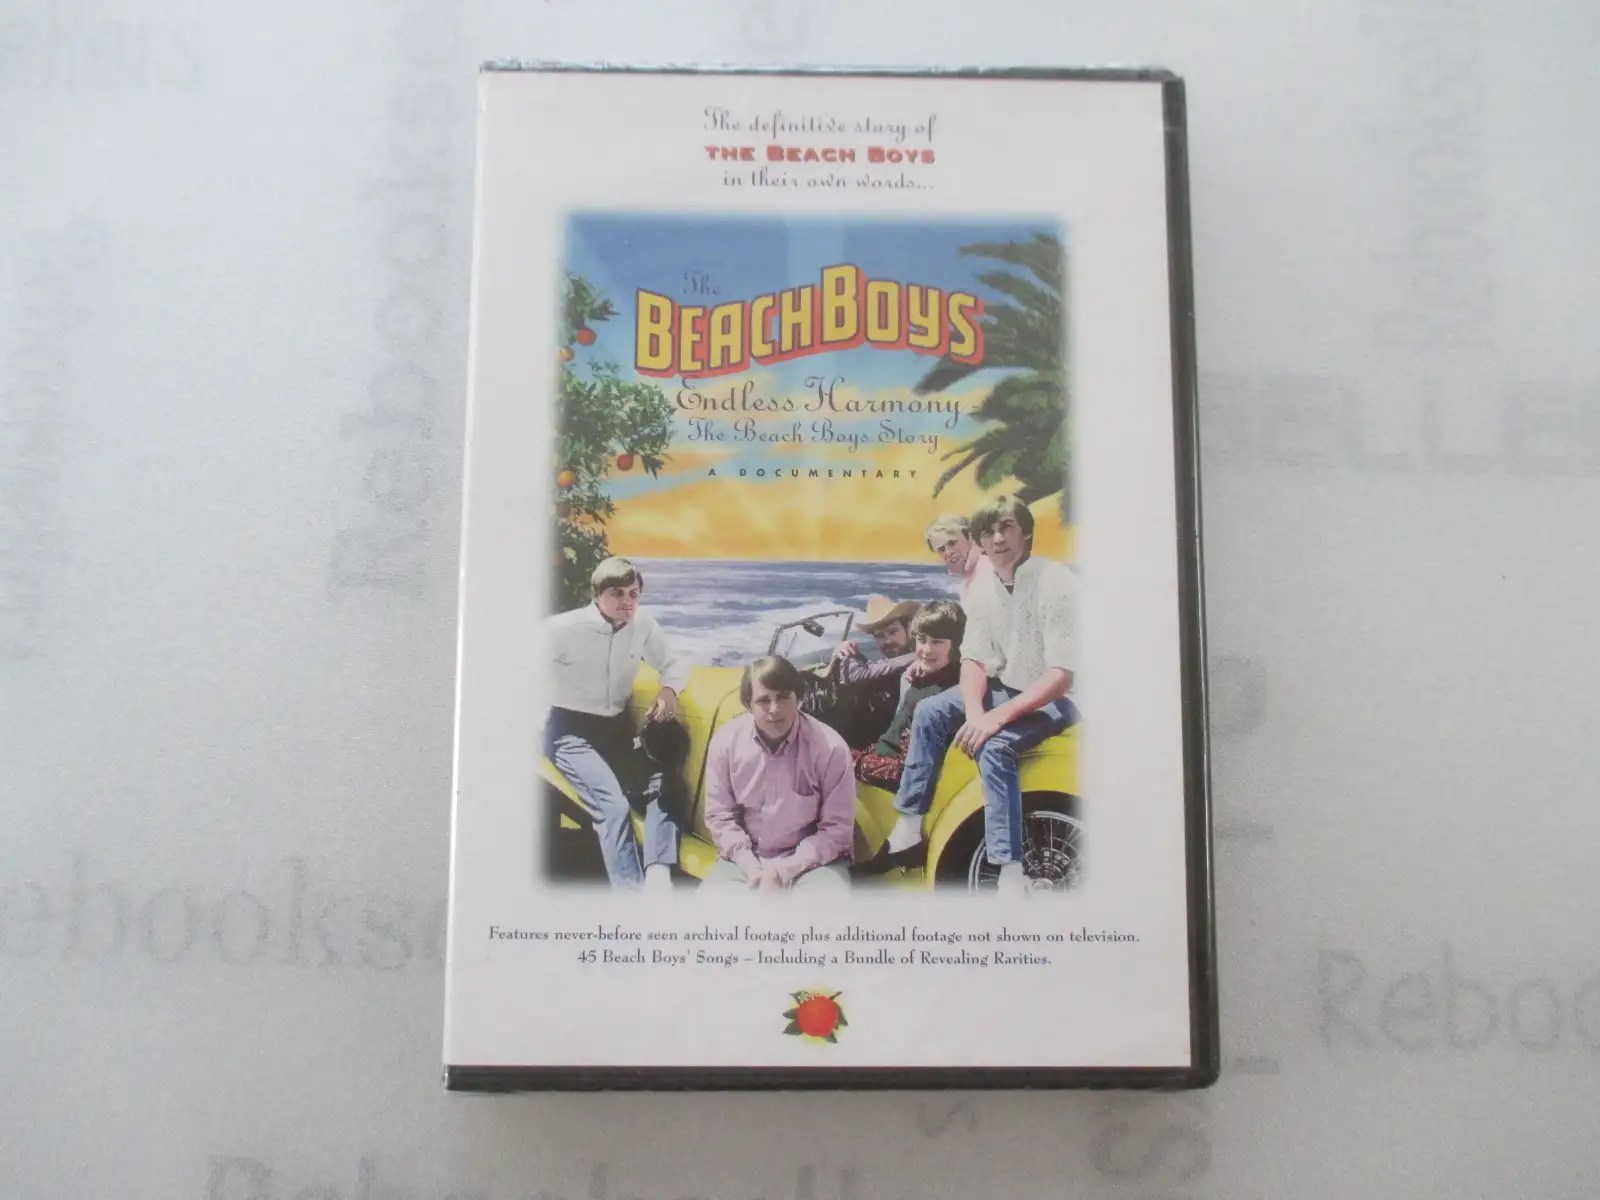 The definitive story of
THE BEACH BOYS
in their own words...
The
BEACH BOYS
Endless Harmony -
The Beach Boys Story
A DOCUMENTARY
Features never-before seen archival footage plus additional footage not shown on television.
45 Beach Boys' Songs – Including a Bundle of Revealing Rarities.